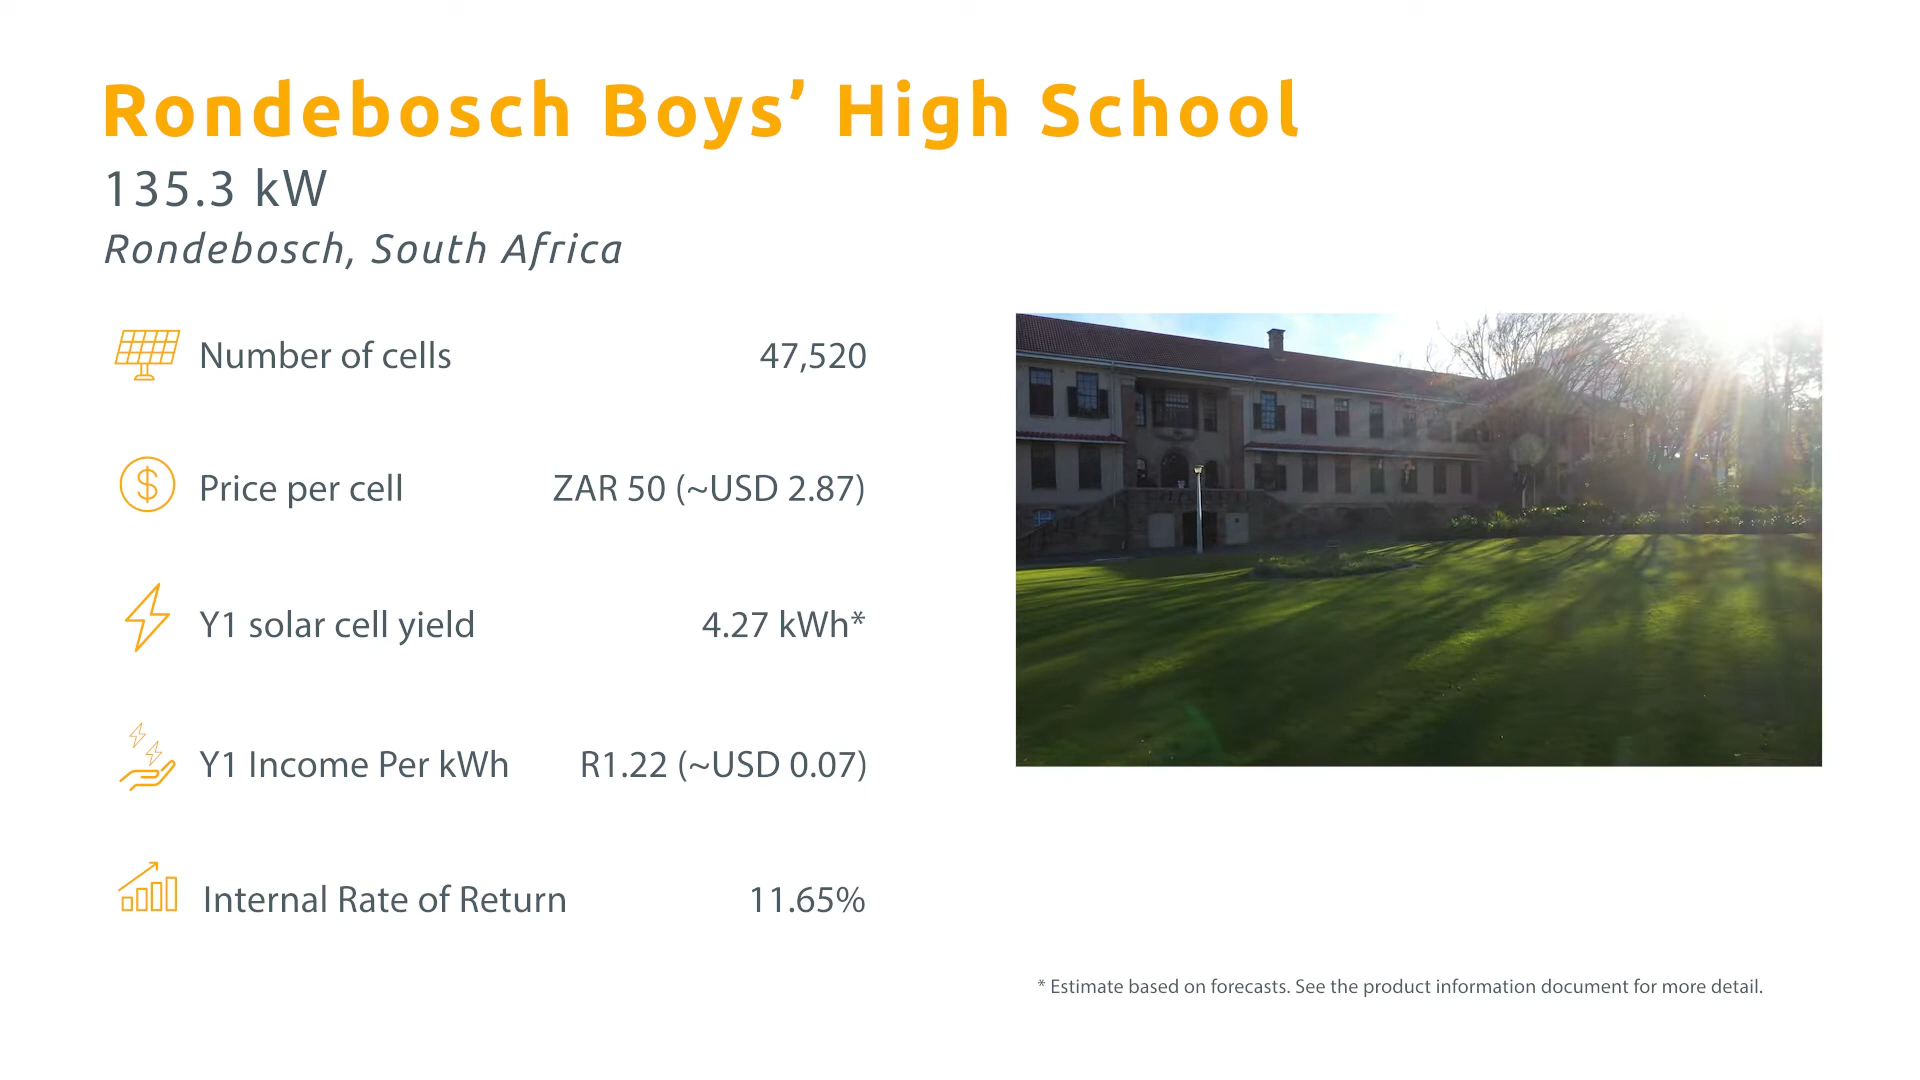 Rondebosch Boys’ High School
135.3 kW
Rondebosch, South Africa
Number of cells 47,520
Price per cell ZAR 50 (~USD 2.87)
Y1 solar cell yield 4.27 kWh*
Y1 Income Per kWh R1.22 (~USD 0.07)
Internal Rate of Return 11.65%
* Estimate based on forecasts. See the product information document for more detail.